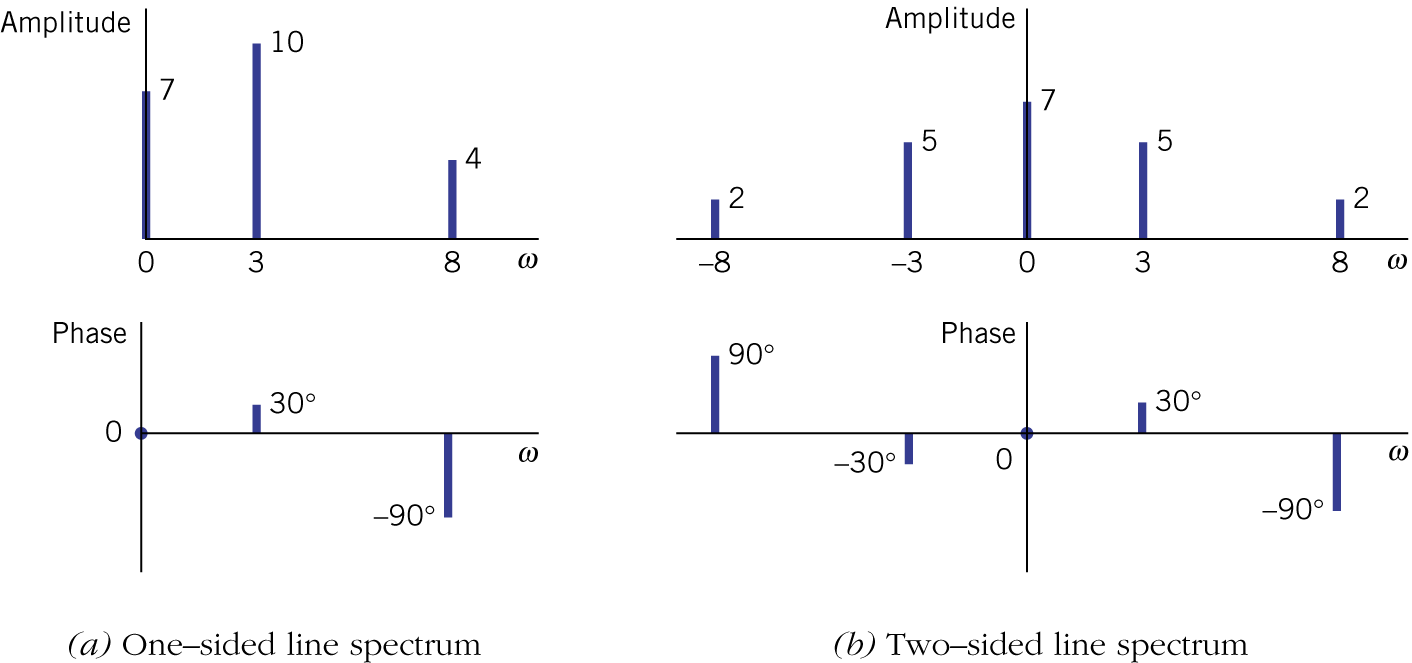 Amplitude
7
10
4
0 3 8 ω
Phase
0
30°
ω
–90°
(a) One–sided line spectrum
Amplitude
2
5
7
5
2
–8 –3 0 3 8 ω
Phase
90°
–30°
0
30°
ω
–90°
(b) Two–sided line spectrum